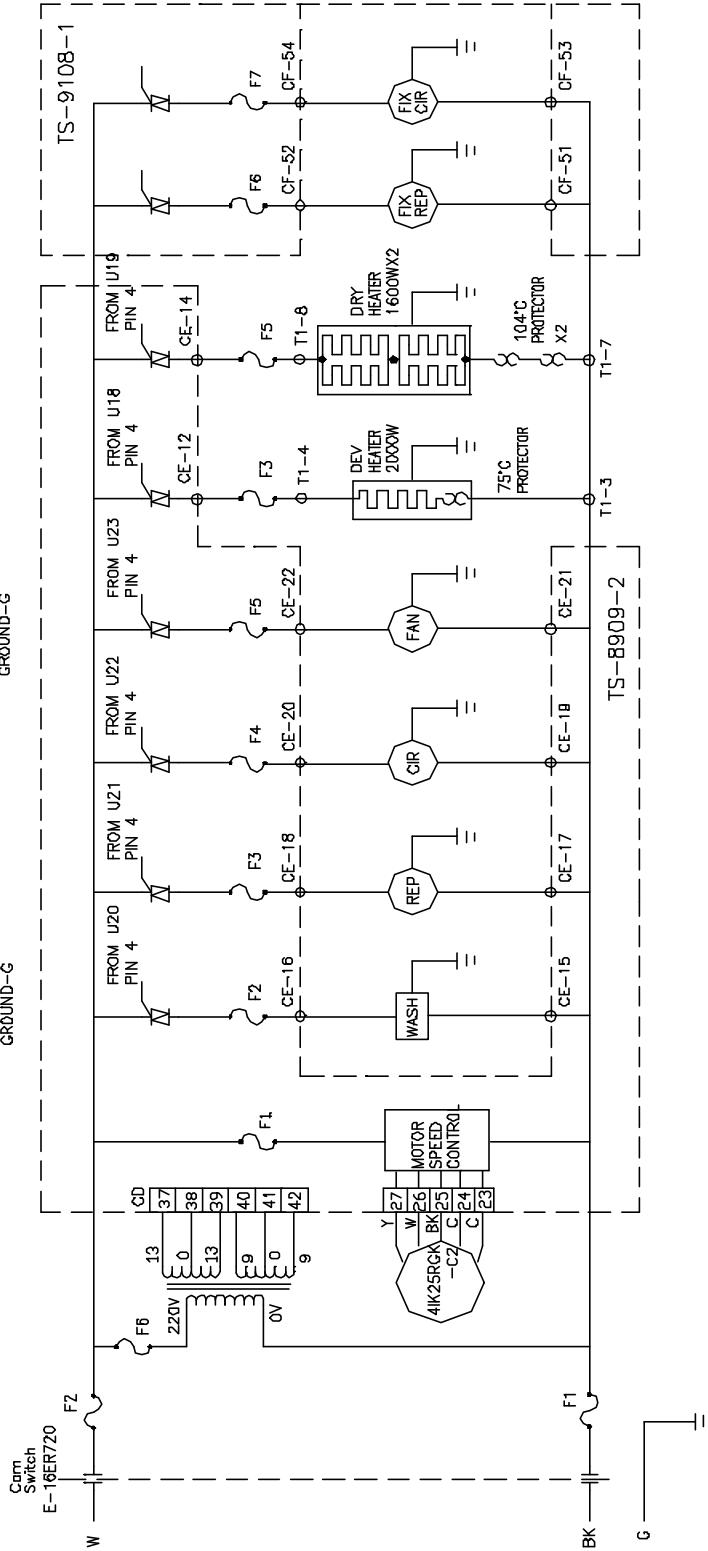 GROUND-G
GROUND-G
TS-9108-1
F7
CF-54
FIX
CIR
CF-53
F6
CF-52
FIX
REP
CF-51
FROM U19
PIN 4
CE-14
F5
T1-8
DRY
HEATER
1600WX2
104°C
PROTECTOR
X2
T1-7
FROM U18
PIN 4
CE-12
F3
T1-4
DEV
HEATER
2000W
75°C
PROTECTOR
T1-3
FROM U23
PIN 4
F5
CE-22
FAN
CE-21
TS-8909-2
FROM U22
PIN 4
F4
CE-20
CIR
CE-19
FROM U21
PIN 4
F3
CE-18
REP
CE-17
FROM U20
PIN 4
F2
CE-16
WASH
CE-15
F1
MOTOR
SPEED
CONTROL
CD
37
38
39
40
41
42
27
26
25
24
23
13
0
13
9
0
9
Y
W
BK
C
C
220V
0V
41K25RGK
-C2
F6
F2
F1
Cam
Switch
E-16ER720
W
BK
G